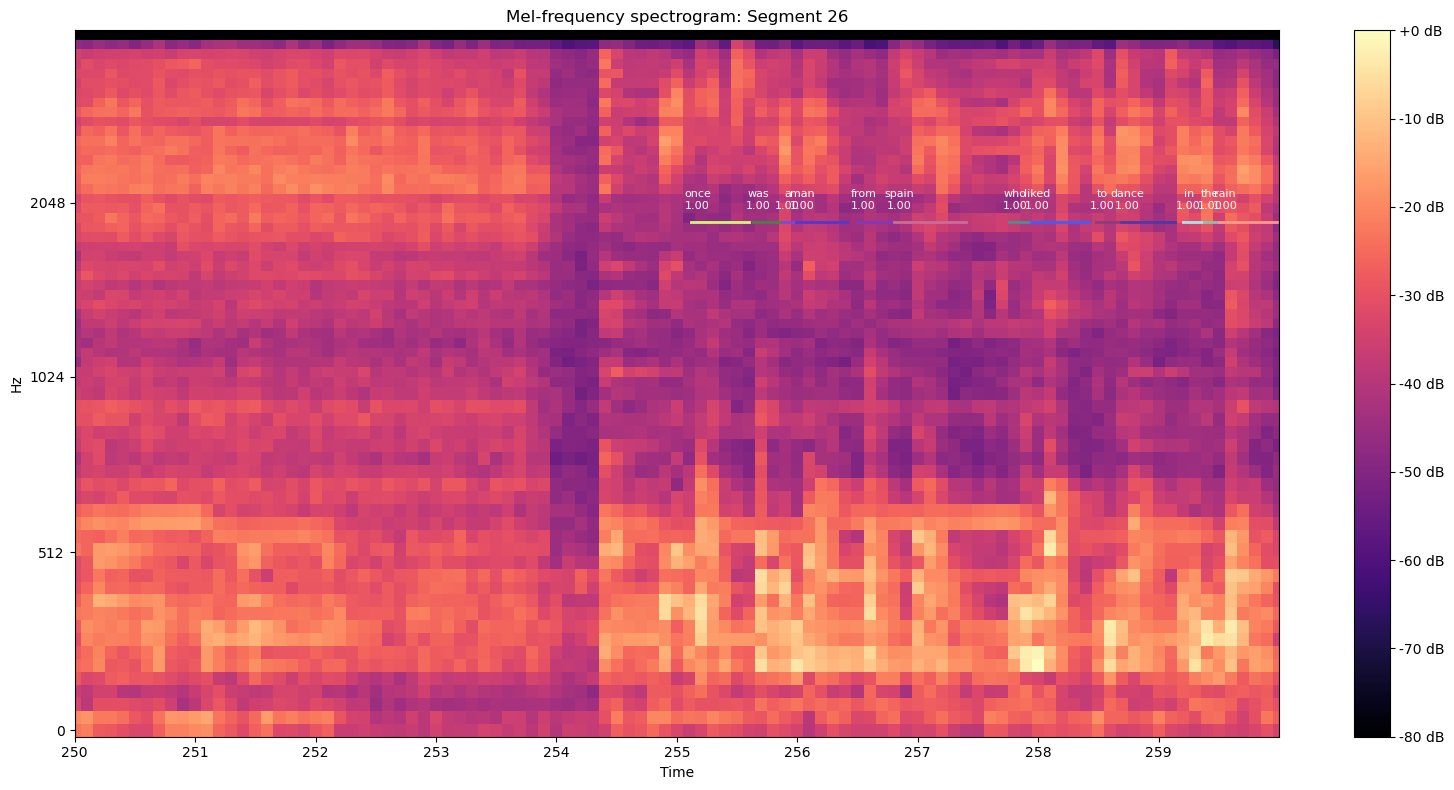 Mel-frequency spectrogram: Segment 26
+0 dB
-10 dB
-20 dB
-30 dB
-40 dB
-50 dB
-60 dB
-70 dB
-80 dB
Hz
2048
1024
512
0
once was a man from spain who liked to dance in the rain
1.00 1.00 1.00 1.00 1.00 1.00 1.00 1.00 1.00 1.00 1.00 1.00 1.00
250 251 252 253 254 255 256 257 258 259
Time